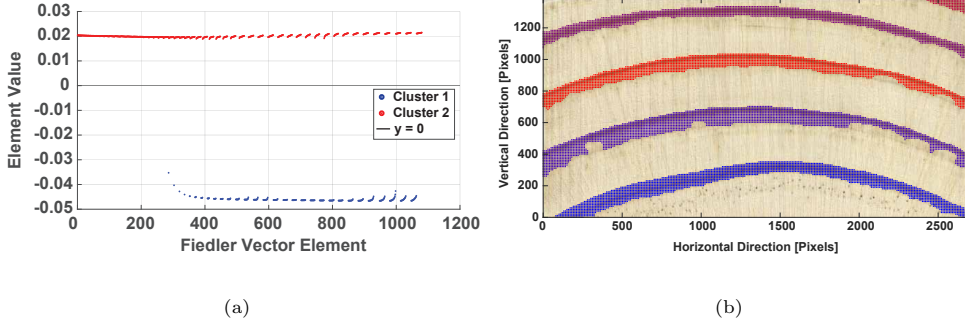 0.03
0.02
0.01
0
-0.01
-0.02
-0.03
-0.04
-0.05
Element Value
0 200 400 600 800 1000 1200
Fiedler Vector Element
Cluster 1
Cluster 2
y = 0
(a)
1200
1000
800
600
400
200
0
Vertical Direction [Pixels]
0 500 1000 1500 2000 2500
Horizontal Direction [Pixels]
(b)